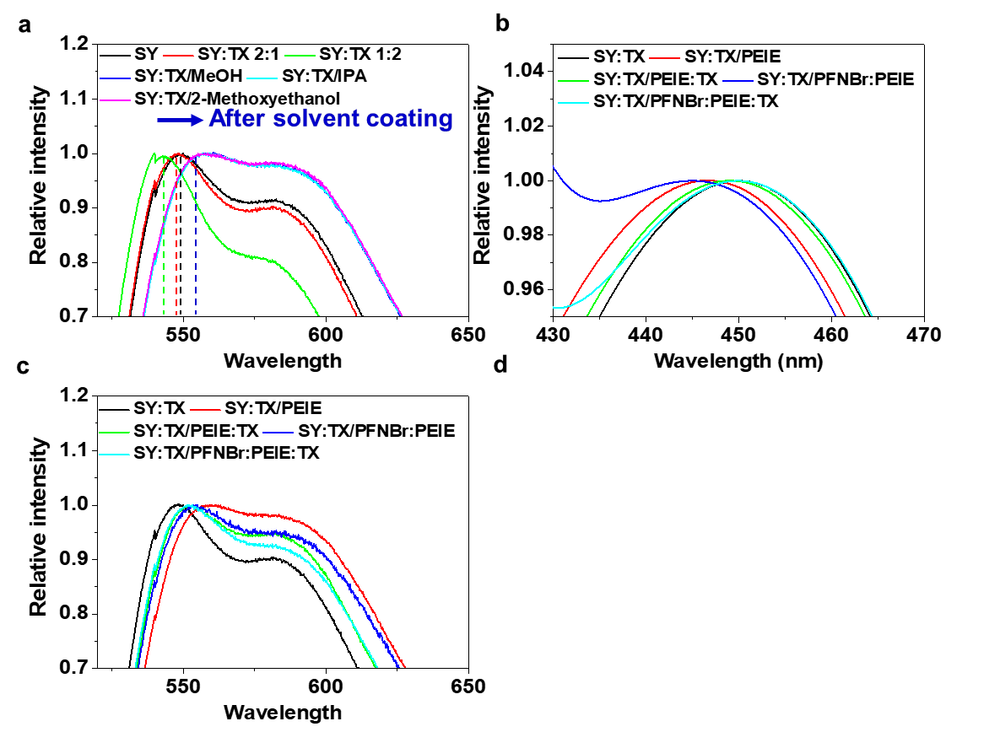 a
1.2
1.1
1.0
0.9
0.8
0.7
Relative intensity
SY SY:TX 2:1 SY:TX 1:2
SY:TX/MeOH SY:TX/IPA
SY:TX/2-Methoxyethanol
After solvent coating
550 600 650
Wavelength
b
1.04
1.02
1.00
0.98
0.96
Relative intensity
SY:TX SY:TX/PEIE
SY:TX/PEIE:TX SY:TX/PFNBr:PEIE
SY:TX/PFNBr:PEIE:TX
430 440 450 460 470
Wavelength (nm)
c
1.2
1.1
1.0
0.9
0.8
0.7
Relative intensity
SY:TX SY:TX/PEIE
SY:TX/PEIE:TX SY:TX/PFNBr:PEIE
SY:TX/PFNBr:PEIE:TX
550 600 650
Wavelength
d